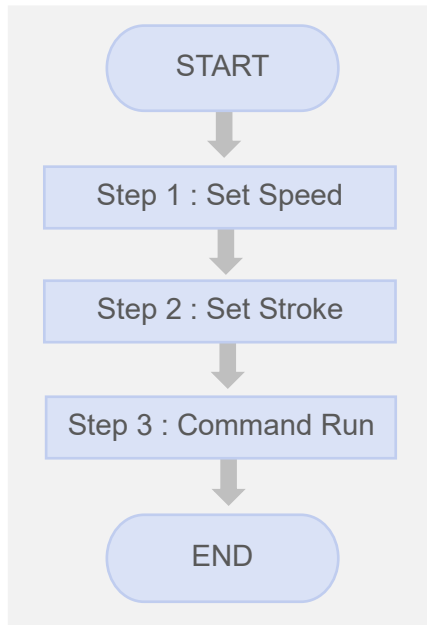 START
Step 1 : Set Speed
Step 2 : Set Stroke
Step 3 : Command Run
END